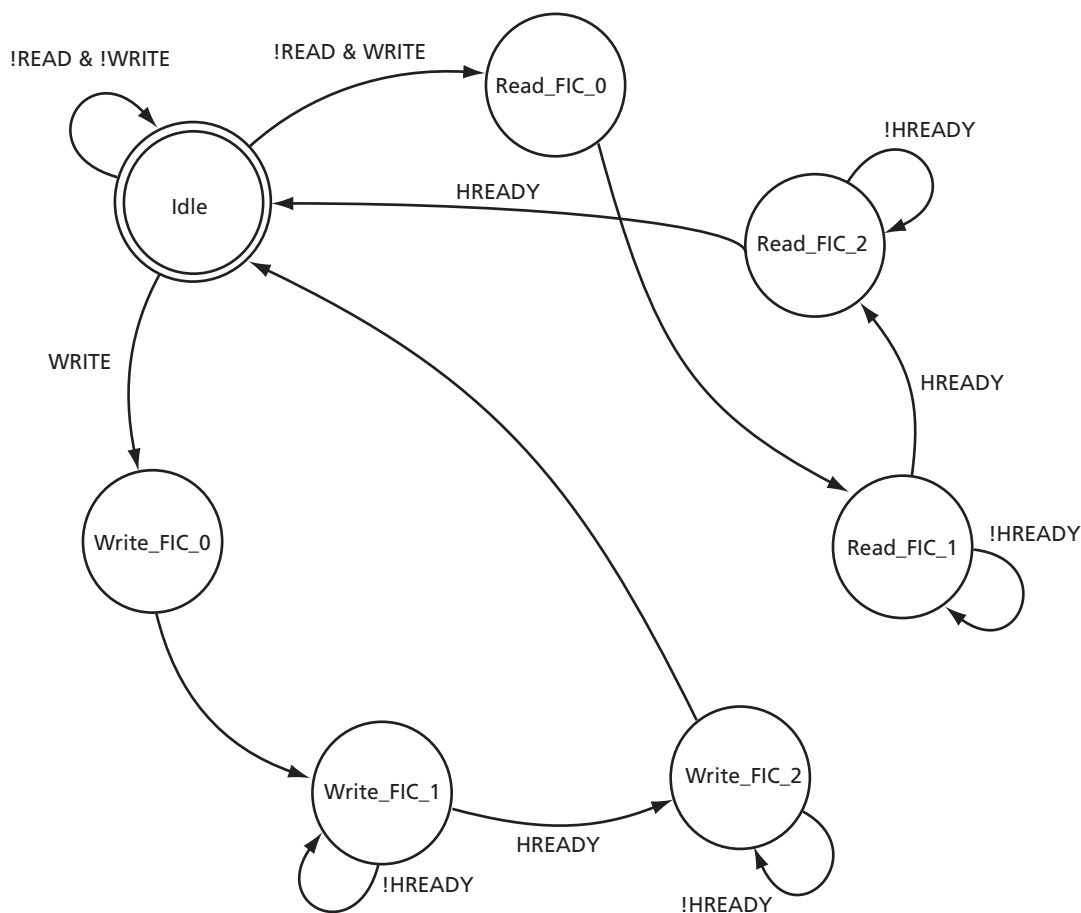 !READ & !WRITE
!READ & WRITE
Read_FIC_0
!HREADY
HREADY
Idle
Read_FIC_2
WRITE
HREADY
Write_FIC_0
Read_FIC_1
!HREADY
Write_FIC_1
Write_FIC_2
HREADY
!HREADY
!HREADY